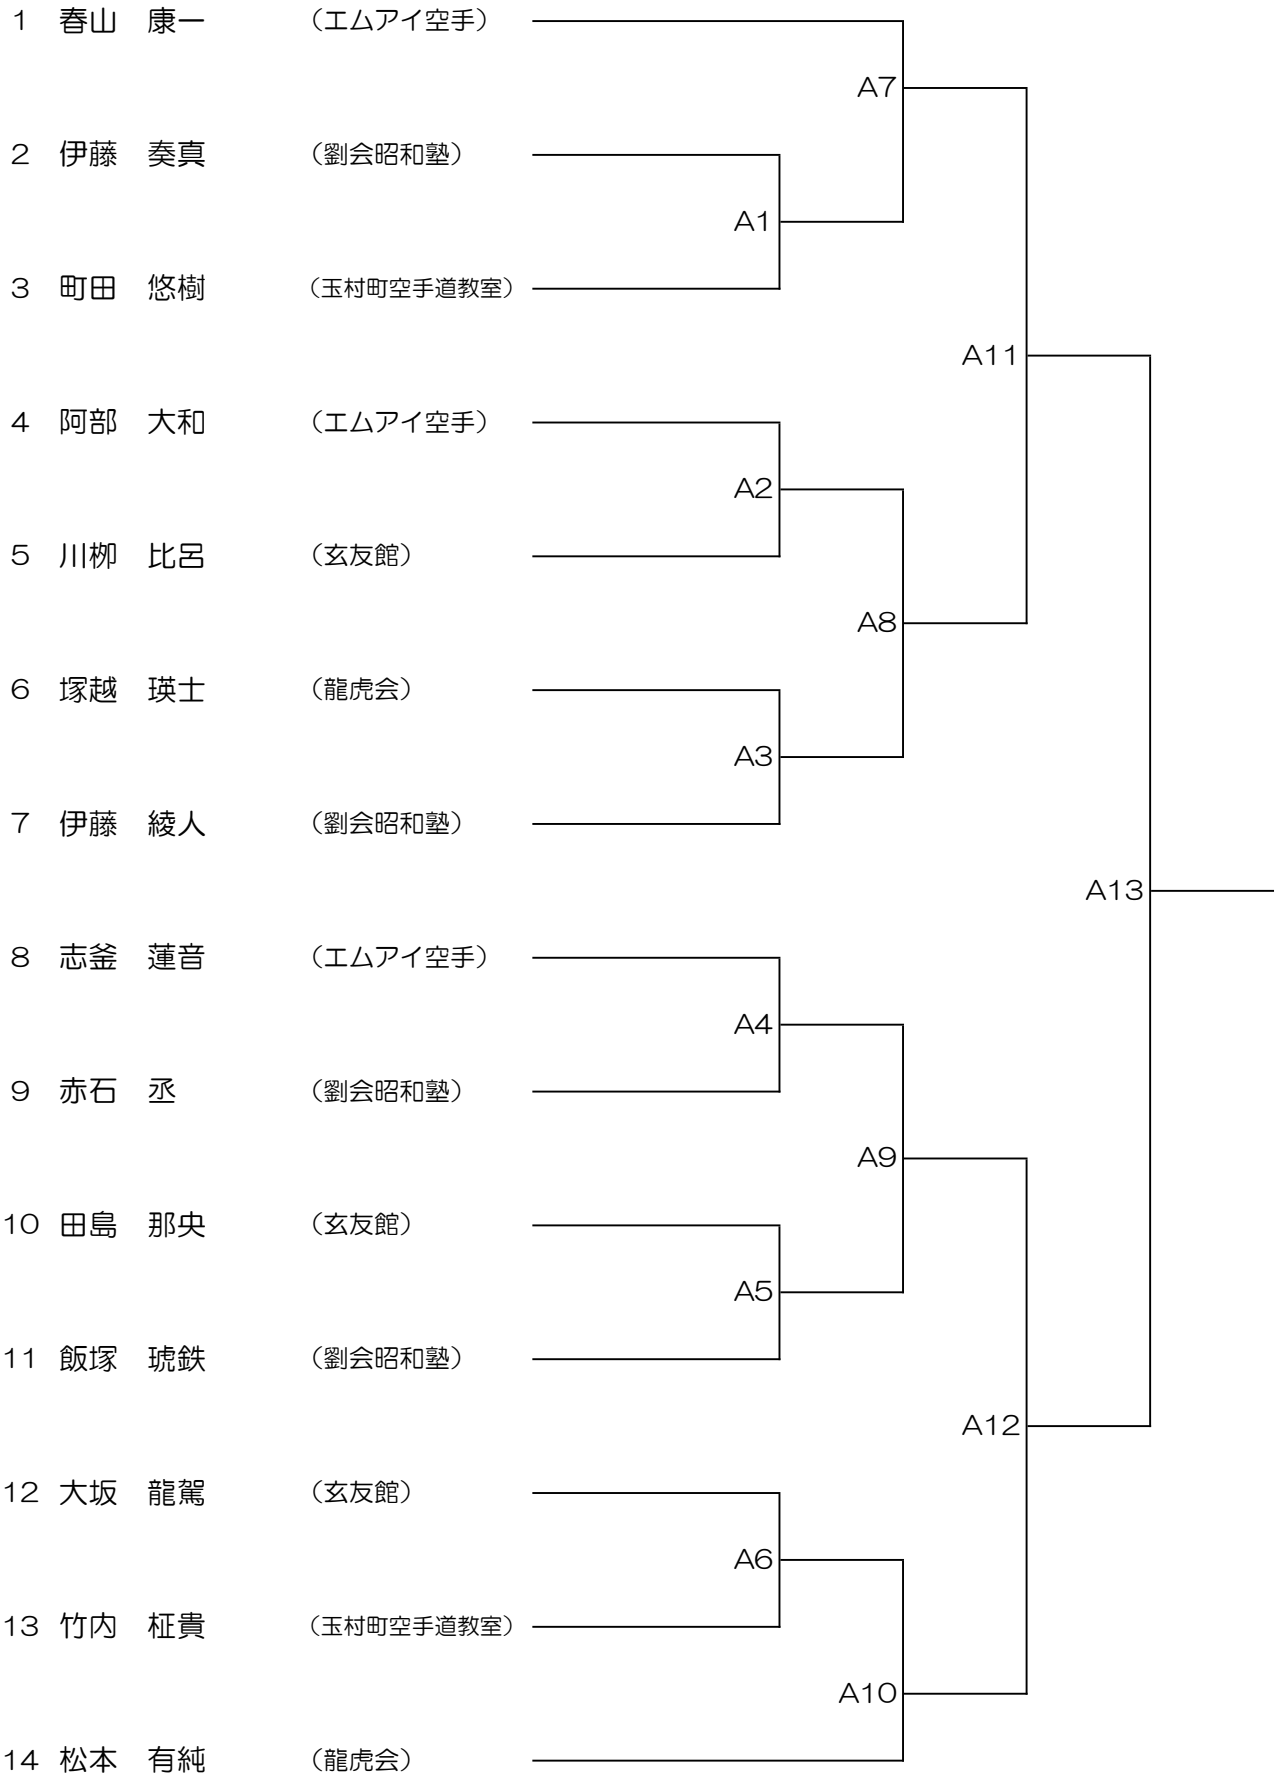 1 春山 康一 （エムアイ空手）
A7
2 伊藤 奏真 （劉会昭和塾）
A1
3 町田 悠樹 （玉村町空手道教室）
A11
4 阿部 大和 （エムアイ空手）
A2
5 川栁 比呂 （玄友館）
A8
6 塚越 瑛士 （龍虎会）
A3
7 伊藤 綾人 （劉会昭和塾）
A13
8 志釜 蓮音 （エムアイ空手）
A4
9 赤石 丞 （劉会昭和塾）
A9
10 田島 那央 （玄友館）
A5
11 飯塚 琥鉄 （劉会昭和塾）
A12
12 大坂 龍駕 （玄友館）
A6
13 竹内 柾貴 （玉村町空手道教室）
A10
14 松本 有純 （龍虎会）